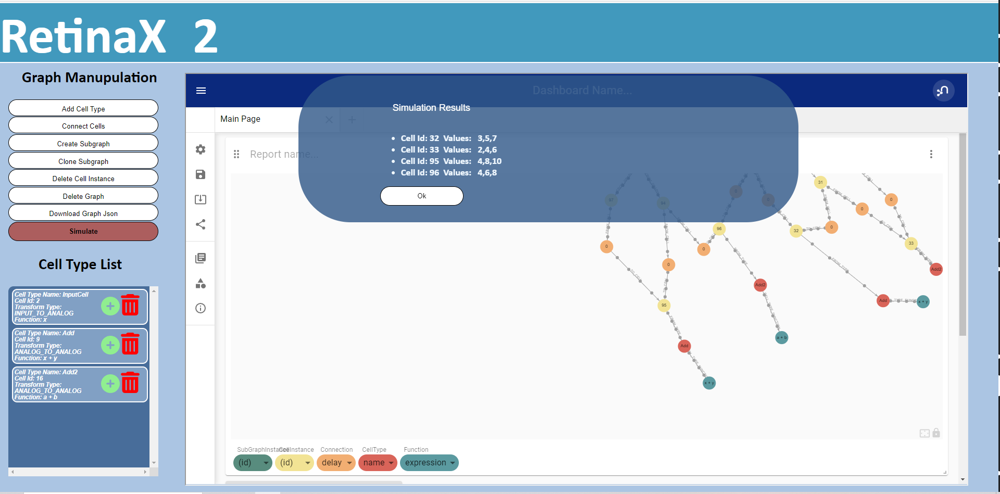 RetinaX 2
Graph Manupulation
Add Cell Type
Connect Cells
Create Subgraph
Clone Subgraph
Delete Cell Instance
Delete Graph
Download Graph Json
Simulate
Cell Type List
Cell Type Name: InputCell
Cell Id: 2
Transform Type:
INPUT_TO_ANALOG
Function: x
Cell Type Name: Add
Cell Id: 9
Transform Type:
ANALOG_TO_ANALOG
Function: x + y
Cell Type Name: Add2
Cell Id: 16
Transform Type:
ANALOG_TO_ANALOG
Function: a + b
Dashboard Name...
Main Page
Report name...
Simulation Results
Cell Id: 32 Values: 3,5,7
Cell Id: 33 Values: 2,4,6
Cell Id: 95 Values: 4,8,10
Cell Id: 96 Values: 4,6,8
Ok
31
97
94
0
0
0
0
96
32
0
33
0
0
0
Add2
Add2
Add
x + y
95
a + b
Add
x + y
SubGraphInstance
CellInstance
Connection
CellType
Function
(id)
(id)
delay
name
expression